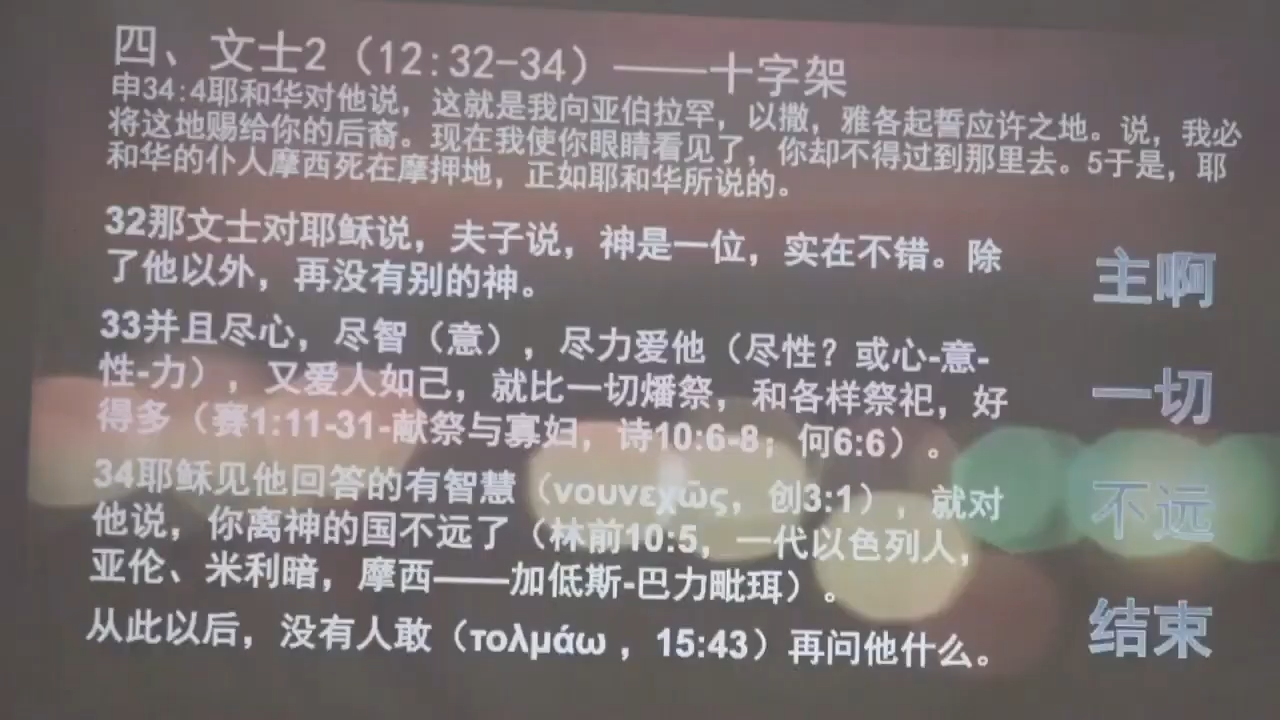 四、文士2（12:32-34）——十字架
申34:4耶和华对他说，这就是我向亚伯拉罕，以撒，雅各起誓应许之地。说，我必
将这地赐给你的后裔。现在我使你眼睛看见了，你却不得过到那里去。5于是，耶
和华的仆人摩西死在摩押地，正如耶和华所说的。
32那文士对耶稣说，夫子说，神是一位，实在不错。除
了他以外，再没有别的神。
33并且尽心，尽智（意），尽力爱他（尽性？或心-意-
性-力），又爱人如己，就比一切燔祭，和各样祭祀，好
得多（赛1:11-31-献祭与寡妇，诗10:6-8；何6:6）。
34耶稣见他回答的有智慧（νουνεχῶς，创3:1），就对
他说，你离神的国不远了（林前10:5，一代以色列人，
亚伦、米利暗，摩西——加低斯-巴力毗珥）。
从此以后，没有人敢（τολμάω，15:43）再问他什么。
主啊
一切
不远
结束